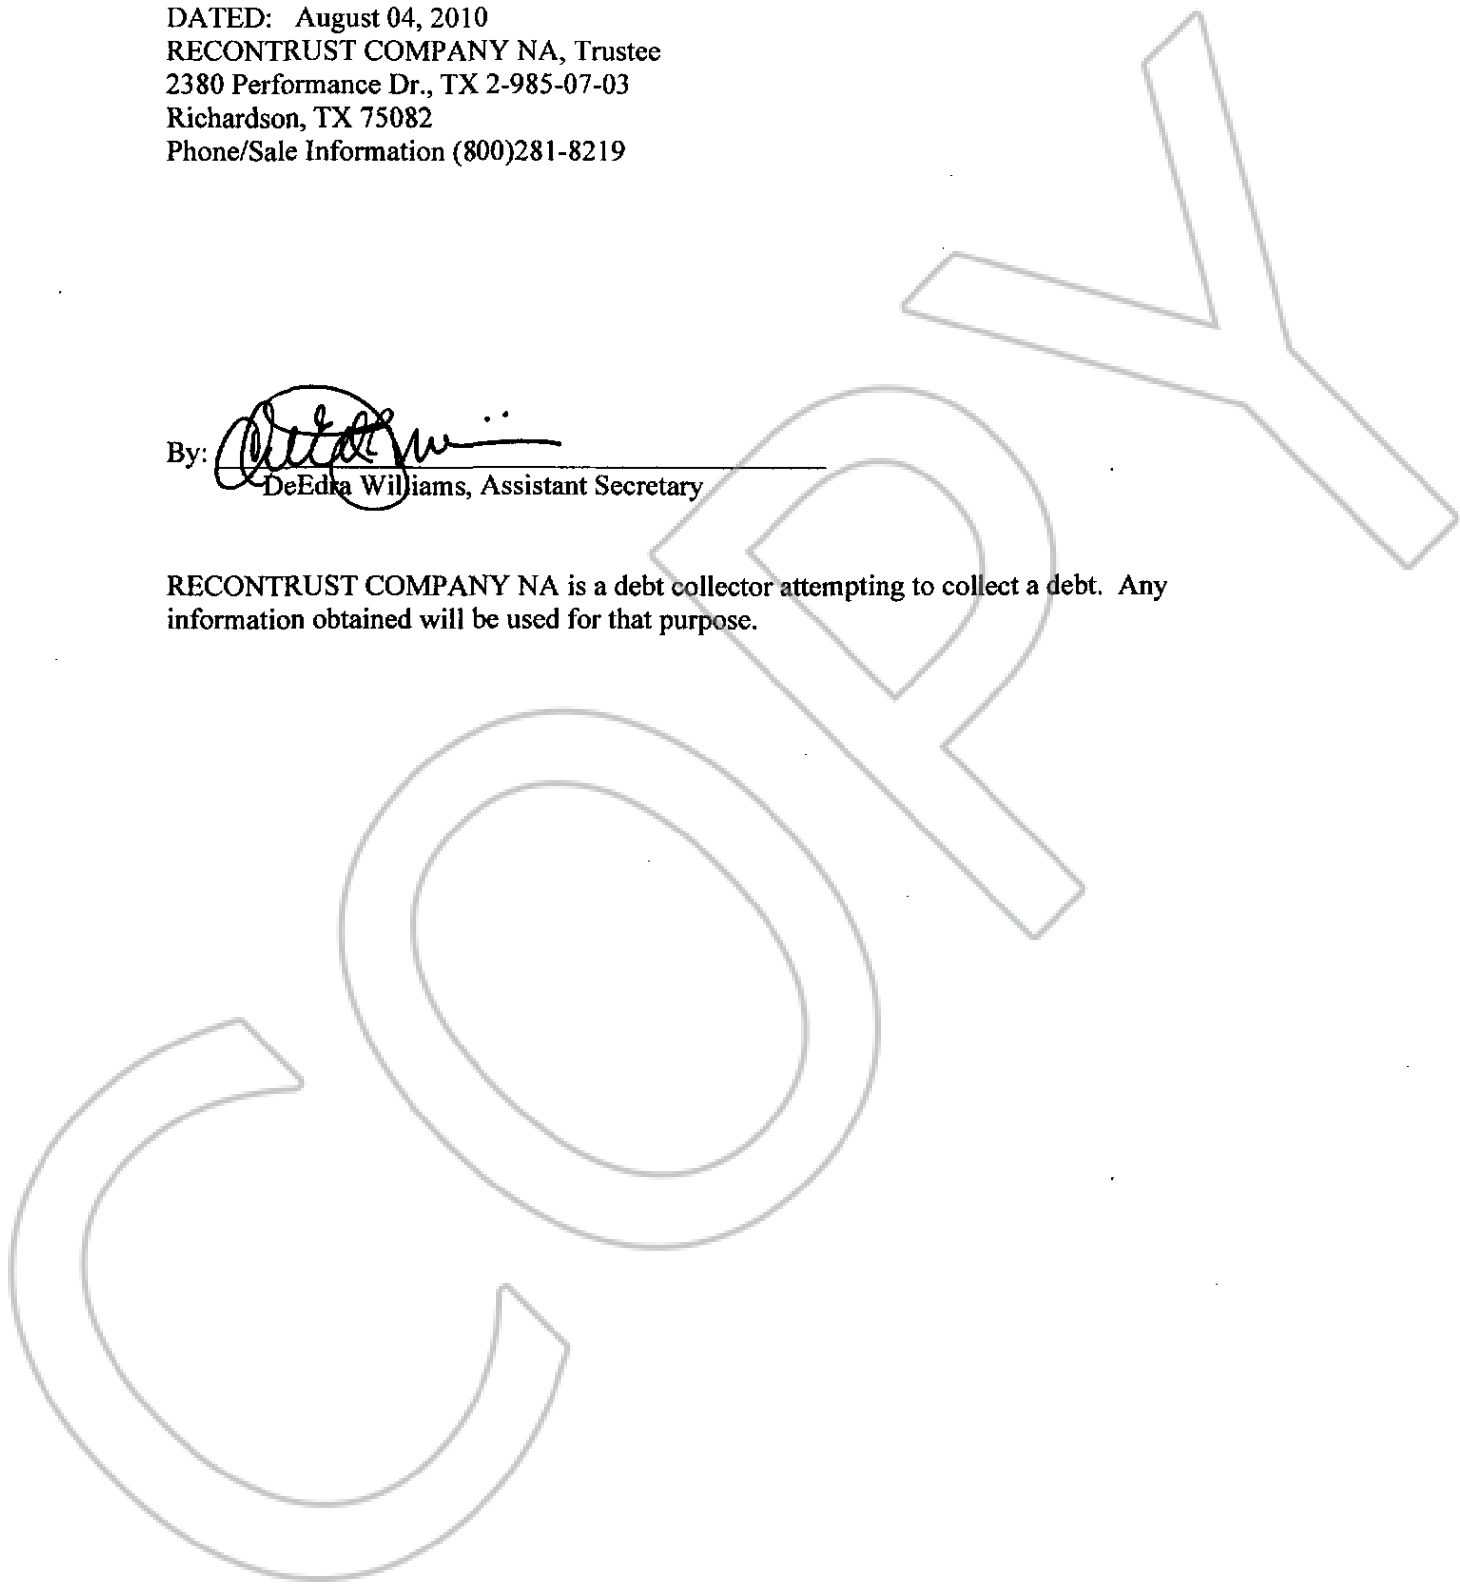 DATED: August 04, 2010
RECONTRUST COMPANY NA, Trustee
2380 Performance Dr., TX 2-985-07-03
Richardson, TX 75082
Phone/Sale Information (800)281-8219
By:
DeEdra Williams, Assistant Secretary
RECONTRUST COMPANY NA is a debt collector attempting to collect a debt. Any
information obtained will be used for that purpose.
COPY